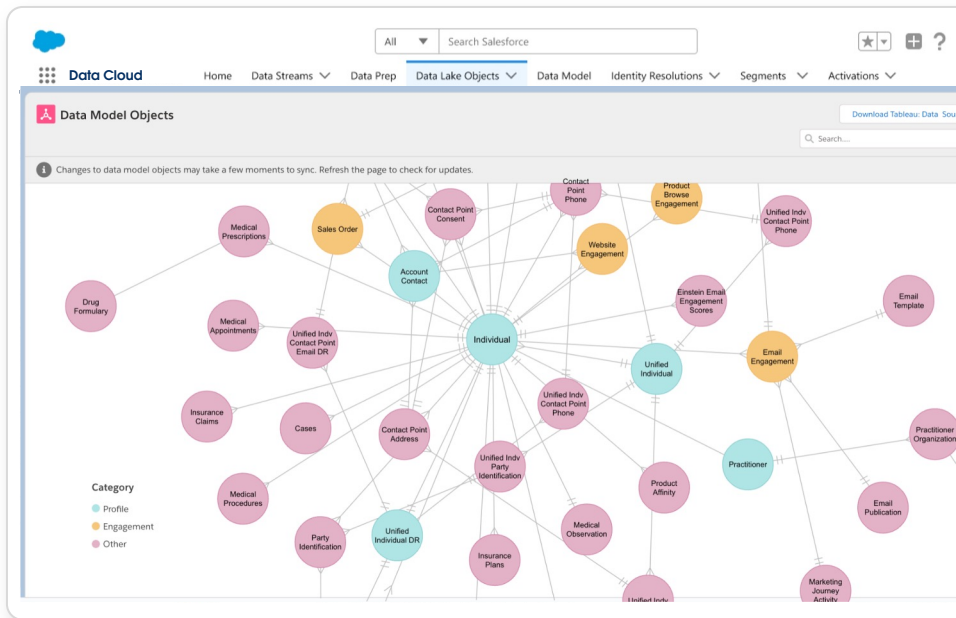 All
Search Salesforce
Data Cloud
Home
Data Streams
Data Prep
Data Lake Objects
Data Model
Identity Resolutions
Segments
Activations
Data Model Objects
Download Tableau: Data Sou
Search....
Changes to data model objects may take a few moments to sync. Refresh the page to check for updates.
Contact
Point
Phone
Product
Browse
Engagement
Contact Point
Consent
Unified Indv
Contact Point
Phone
Medical
Prescriptions
Sales Order
Website
Engagement
Account
Contact
Drug
Formulary
Einstein Email
Engagement
Scores
Email
Template
Medical
Appointments
Unified Indv
Contact Point
Email DR
Individual
Unified
Individual
Email
Engagement
Insurance
Claims
Cases
Contact Point
Address
Unified Indv
Contact Point
Phone
Practitioner
Organization
Unified Indv
Party
Identification
Practitioner
Product
Affinity
Category
Profile
Engagement
Other
Medical
Procedures
Email
Publication
Party
Identification
Unified
Individual DR
Medical
Observation
Insurance
Plans
Marketing
Journey
Activity
Unified Indv